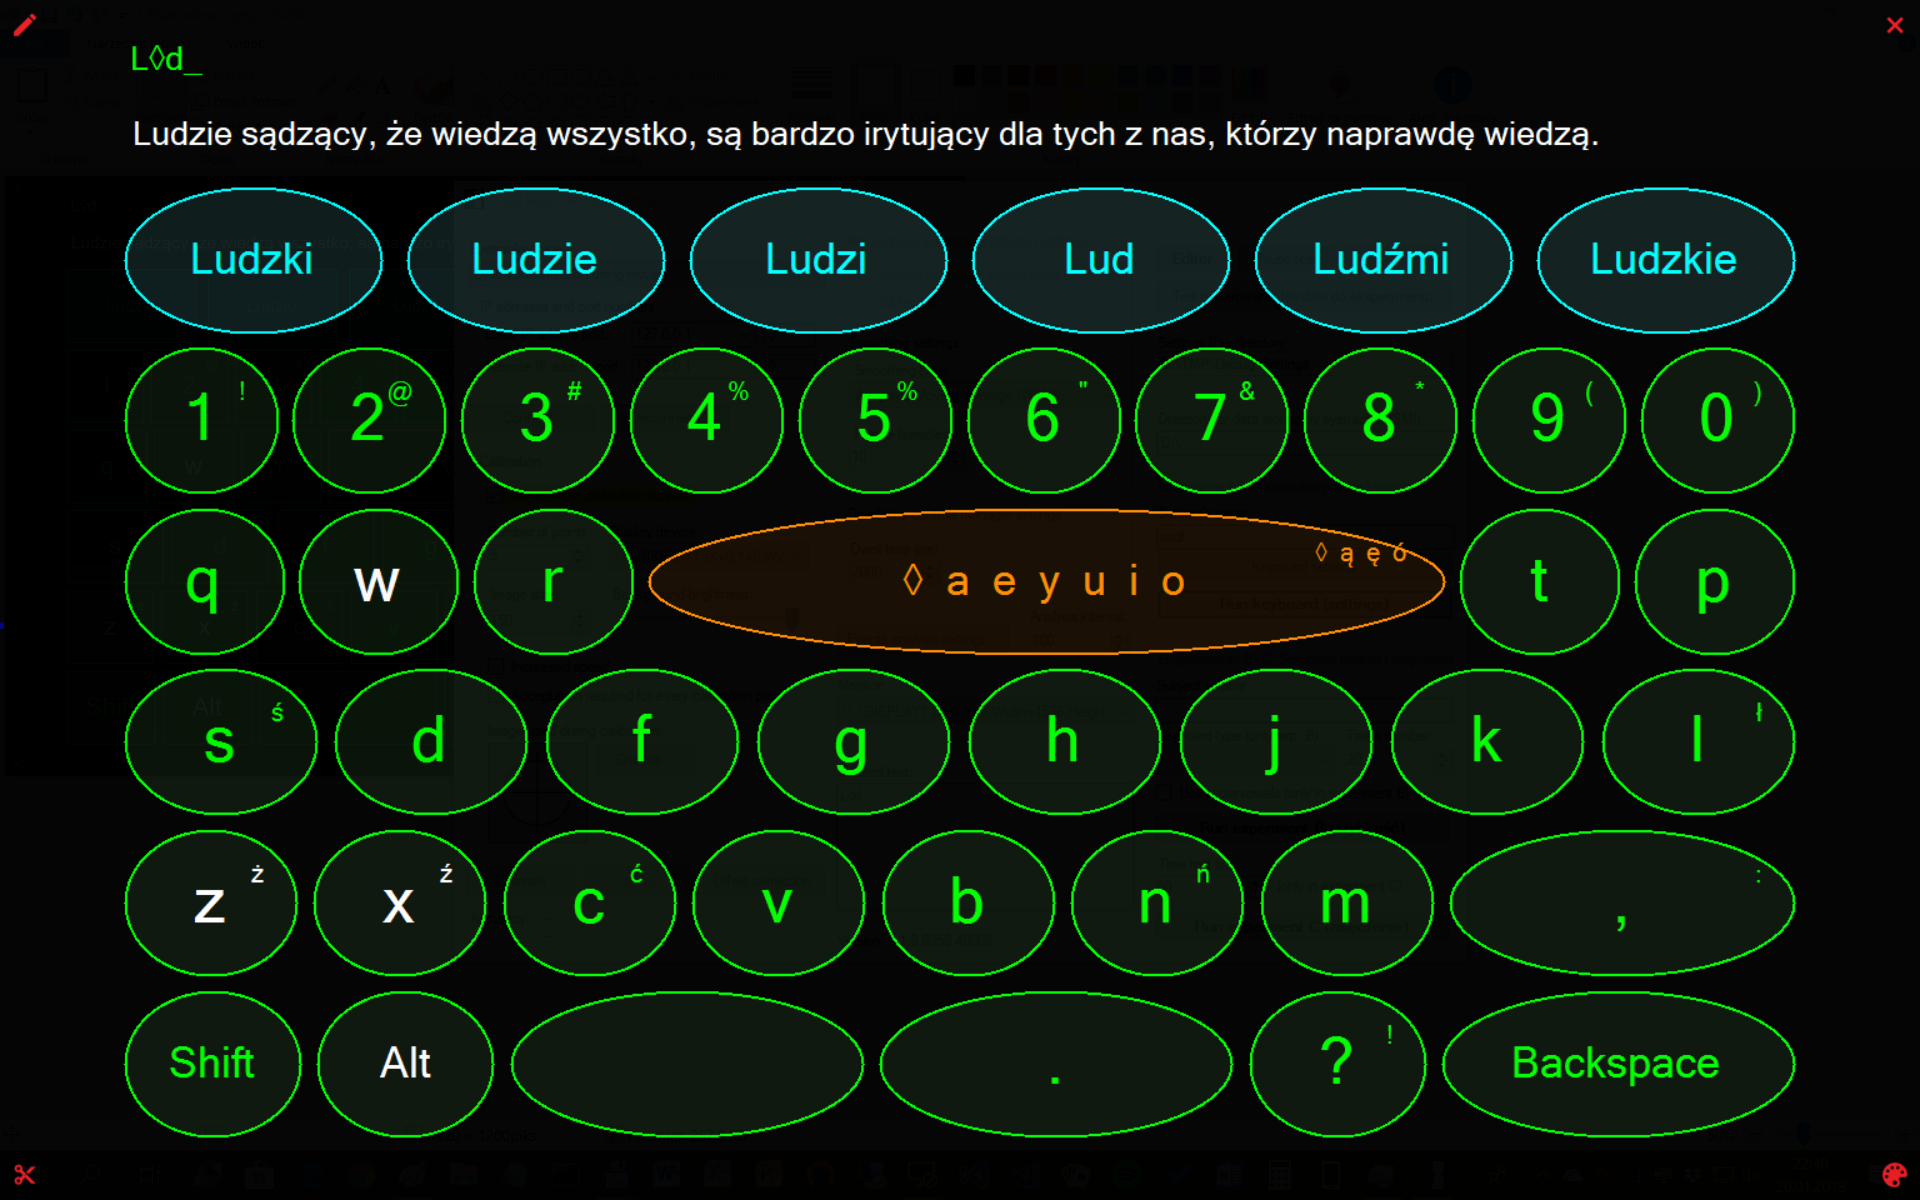 L◊d_
Ludzie sądzący, że wiedzą wszystko, są bardzo irytujący dla tych z nas, którzy naprawdę wiedzą.
Ludzki Ludzie Ludzi Lud Ludźmi Ludzkie
1 ! 2 @ 3 # 4 % 5 % 6 " 7 & 8 * 9 ( 0 )
q w r ◊ a e y u i o ◊ ą ę ó t p
s ś d f g h j k l ł
z ż x ź c ć v b n ń m , :
Shift Alt . ? ! Backspace